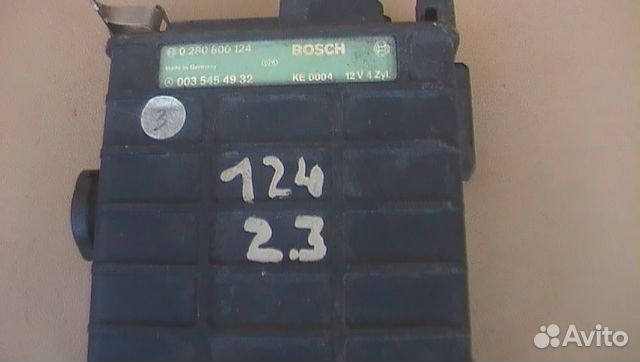 0 280 800 124 BOSCH
Made in Germany
003 545 49 32 KE 0004 12 V 4 Zyl.
3
124
2.3
Avito